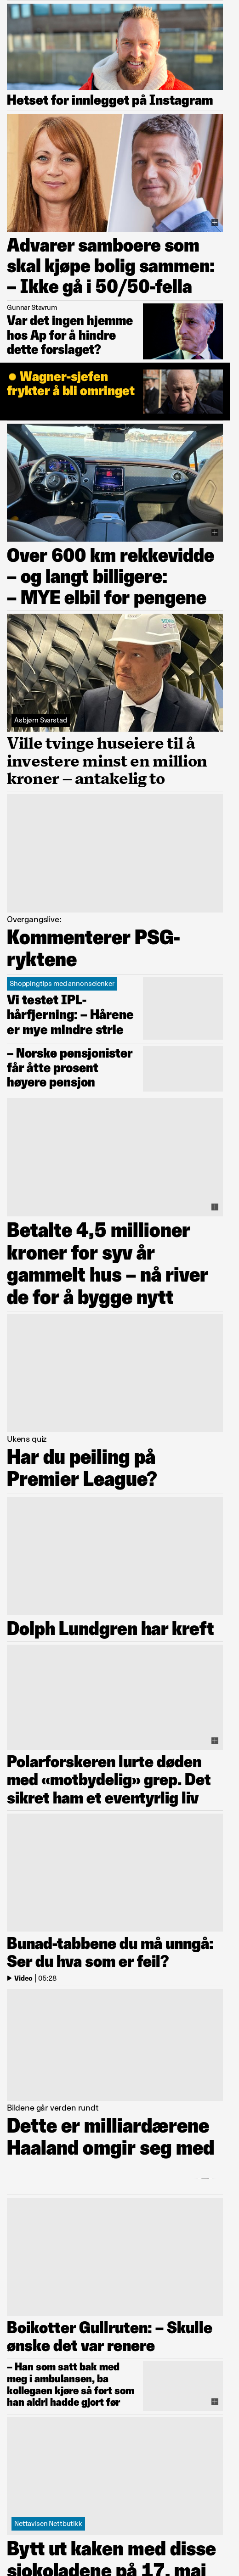 Hetset for innlegget på Instagram
Advarer samboere som
skal kjøpe bolig sammen:
– Ikke gå i 50/50-fella
Gunnar Stavrum
Var det ingen hjemme
hos Ap for å hindre
dette forslaget?
● Wagner-sjefen
frykter å bli omringet
Over 600 km rekkevidde
– og langt billigere:
– MYE elbil for pengene
Asbjørn Svarstad
Ville tvinge huseiere til å
investere minst en million
kroner – antakelig to
Overgangslive:
Kommenterer PSG-
ryktene
Shoppingtips med annonselenker
Vi testet IPL-
hårfjerning: – Hårene
er mye mindre strie
– Norske pensjonister
får åtte prosent
høyere pensjon
Betalte 4,5 millioner
kroner for syv år
gammelt hus – nå river
de for å bygge nytt
Ukens quiz
Har du peiling på
Premier League?
Dolph Lundgren har kreft
Polarforskeren lurte døden
med «motbydelig» grep. Det
sikret ham et eventyrlig liv
Bunad-tabbene du må unngå:
Ser du hva som er feil?
Video | 05:28
Bildene går verden rundt
Dette er milliardærene
Haaland omgir seg med
Boikotter Gullruten: – Skulle
ønske det var renere
– Han som satt bak med
meg i ambulansen, ba
kollegaen kjøre så fort som
han aldri hadde gjort før
Nettavisen Nettbutikk
Bytt ut kaken med disse
sjokoladene på 17. mai